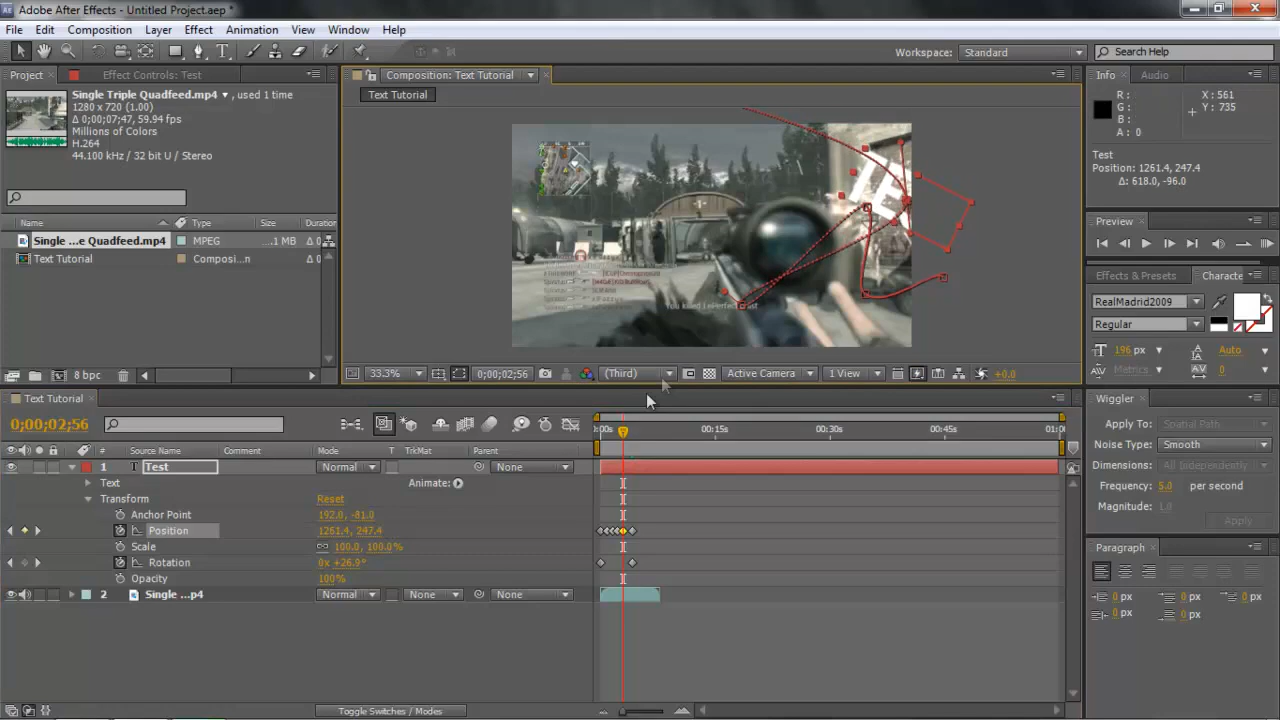 Adobe After Effects - Untitled Project.aep *
File Edit Composition Layer Effect Animation View Window Help
Workspace: Standard Search Help
Project Effect Controls: Test
Composition: Text Tutorial
Info Audio
Single Triple Quadfeed.mp4 , used 1 time
1280 x 720 (1.00)
Δ 0;00;07;47, 59.94 fps
Millions of Colors
H.264
44.100 kHz / 32 bit U / Stereo
Text Tutorial
R :
G :
B :
A : 0
X : 561
Y : 735
Test
Position: 1261.4, 247.4
Δ: 618.0, -96.0
Name Type Size Duration
Single ...e Quadfeed.mp4 MPEG ....1 MB
Text Tutorial Composi...n
Preview
Effects & Presets Characte
RealMadrid2009
Regular
196 px Auto
Metrics 0
You killed
8 bpc
33.3% 0;00;02;56 (Third) Active Camera 1 View +0.0
Text Tutorial
0;00;02;56
0:00s 00:15s 00:30s 00:45s 01:0
Wiggler
Apply To: Spatial Path
Noise Type: Smooth
Dimensions: All Independently
Frequency: 5.0 per second
Magnitude: 1.0
Apply
# Source Name Comment Mode T TrkMat Parent
1 T Test Normal None
Text Animate:
Transform Reset
Anchor Point 192.0, -81.0
Position 1261.4, 247.4
Scale 100.0, 100.0%
Rotation 0x +26.9°
Opacity 100%
2 Single ...p4 Normal None None
Paragraph
0 px 0 px 0 px
0 px 0 px
Toggle Switches / Modes